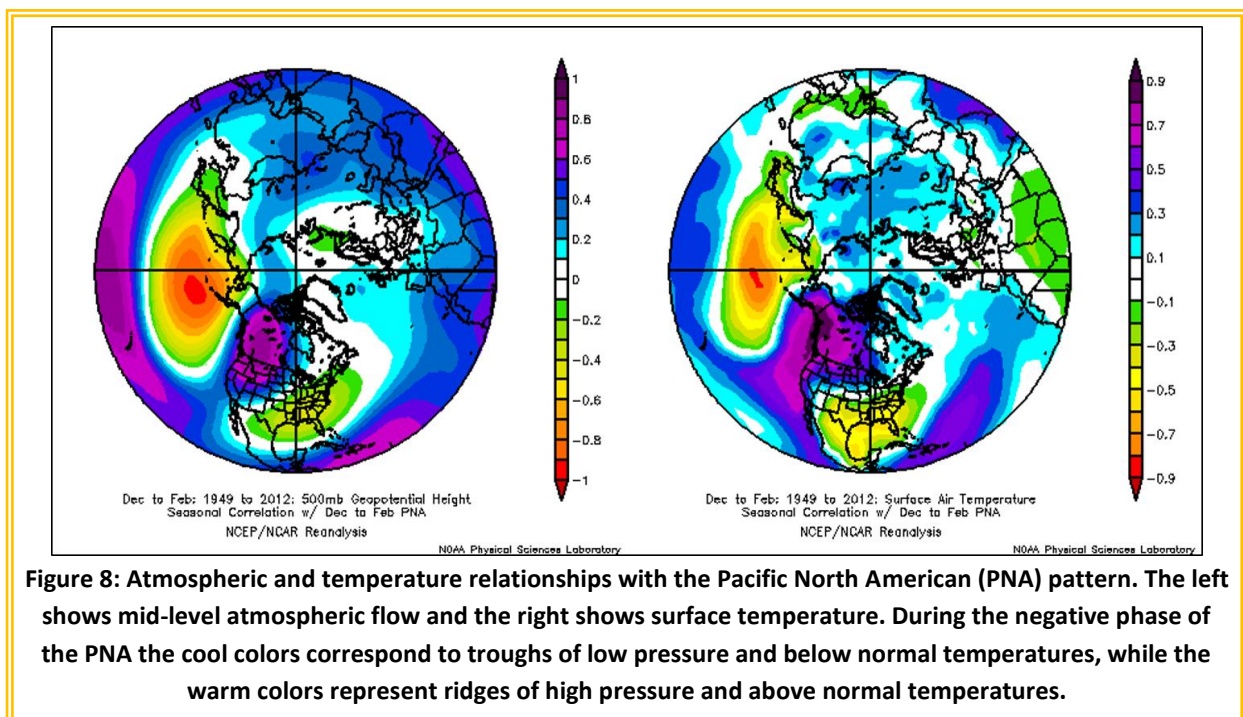 1
0.8
0.6
0.4
0.2
0
-0.2
-0.4
-0.6
-0.8
-1
Dec to Feb: 1949 to 2012: 500mb Geopotential Height
Seasonal Correlation w/ Dec to Feb PNA
NCEP/NCAR Reanalysis
NOAA Physical Sciences Laboratory
0.9
0.7
0.5
0.3
0.1
-0.1
-0.3
-0.5
-0.7
-0.9
Dec to Feb: 1949 to 2012: Surface Air Temperature
Seasonal Correlation w/ Dec to Feb PNA
NCEP/NCAR Reanalysis
NOAA Physical Sciences Laboratory
Figure 8: Atmospheric and temperature relationships with the Pacific North American (PNA) pattern. The left
shows mid-level atmospheric flow and the right shows surface temperature. During the negative phase of
the PNA the cool colors correspond to troughs of low pressure and below normal temperatures, while the
warm colors represent ridges of high pressure and above normal temperatures.